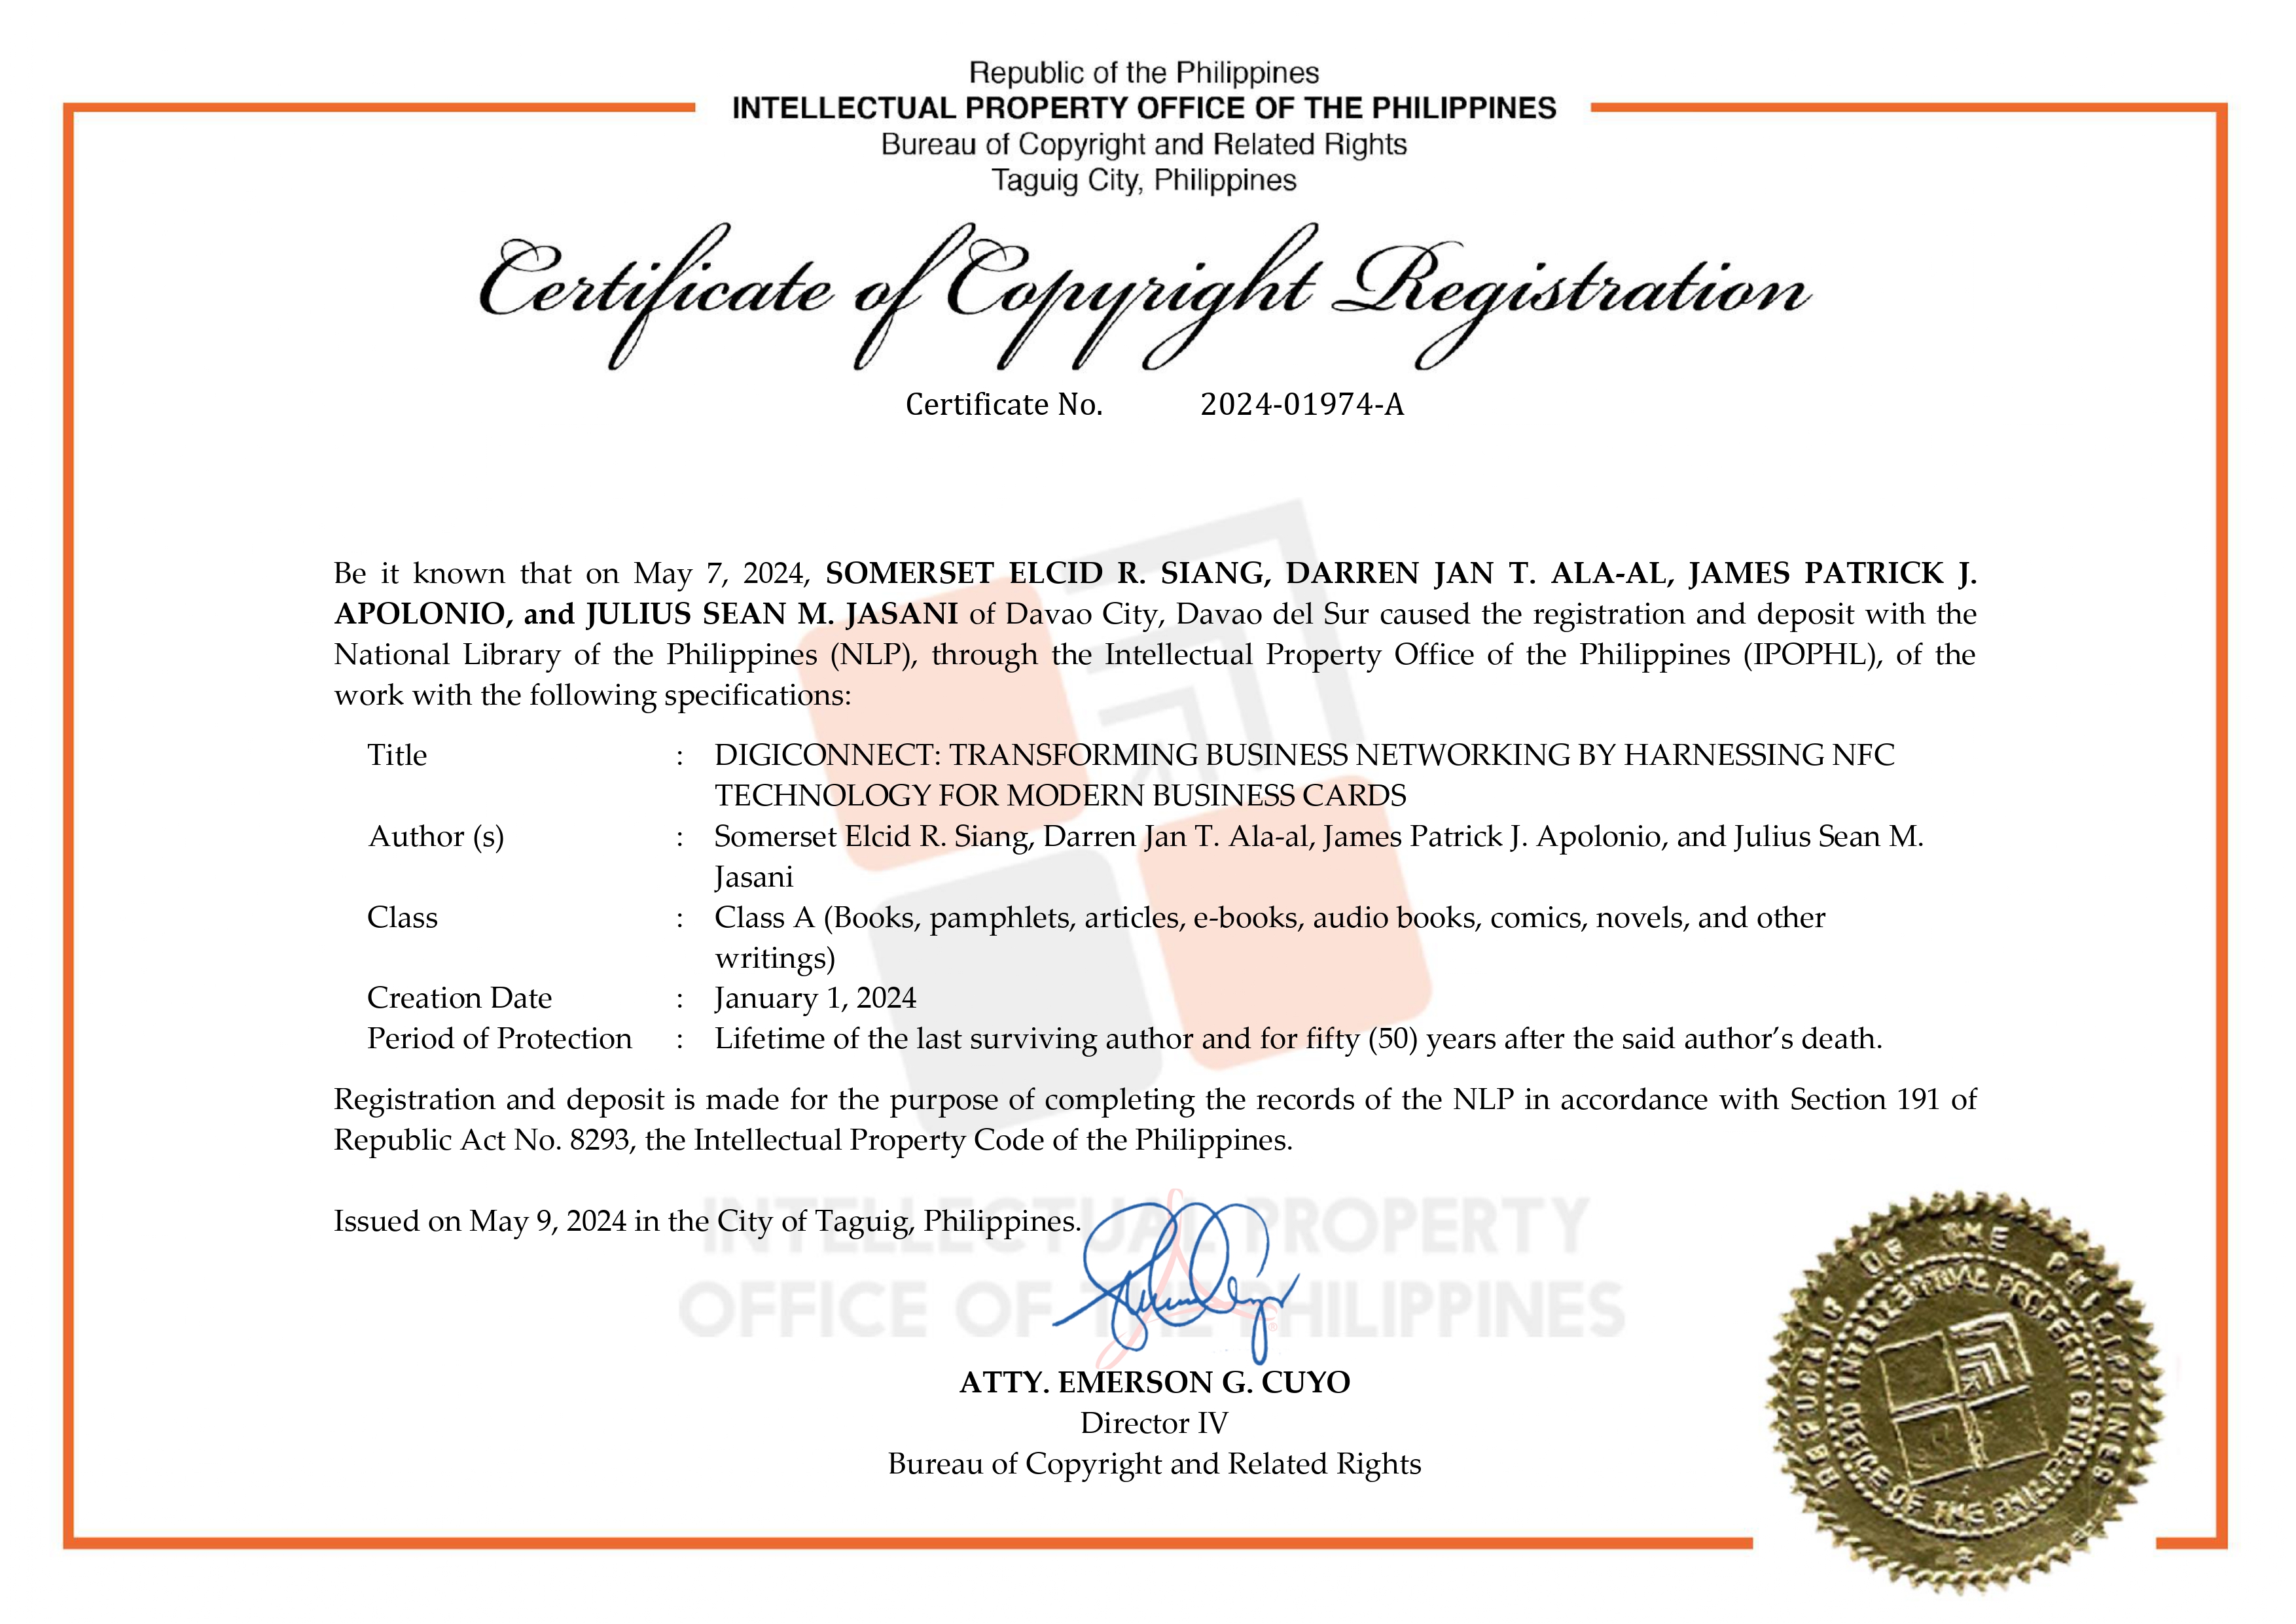 Republic of the Philippines
INTELLECTUAL PROPERTY OFFICE OF THE PHILIPPINES
Bureau of Copyright and Related Rights
Taguig City, Philippines
Certificate of Copyright Registration
Certificate No. 2024-01974-A
Be it known that on May 7, 2024, SOMERSET ELCID R. SIANG, DARREN JAN T. ALA-AL, JAMES PATRICK J.
APOLONIO, and JULIUS SEAN M. JASANI of Davao City, Davao del Sur caused the registration and deposit with the
National Library of the Philippines (NLP), through the Intellectual Property Office of the Philippines (IPOPHL), of the
work with the following specifications:
Title : DIGICONNECT: TRANSFORMING BUSINESS NETWORKING BY HARNESSING NFC
TECHNOLOGY FOR MODERN BUSINESS CARDS
Author (s) : Somerset Elcid R. Siang, Darren Jan T. Ala-al, James Patrick J. Apolonio, and Julius Sean M.
Jasani
Class : Class A (Books, pamphlets, articles, e-books, audio books, comics, novels, and other
writings)
Creation Date : January 1, 2024
Period of Protection : Lifetime of the last surviving author and for fifty (50) years after the said author’s death.
Registration and deposit is made for the purpose of completing the records of the NLP in accordance with Section 191 of
Republic Act No. 8293, the Intellectual Property Code of the Philippines.
Issued on May 9, 2024 in the City of Taguig, Philippines.
INTELLECTUAL PROPERTY
OFFICE OF THE PHILIPPINES
ATTY. EMERSON G. CUYO
Director IV
Bureau of Copyright and Related Rights
REPUBLIC OF THE PHILIPPINES
INTELLECTUAL PROPERTY
OFFICE OF THE PHILIPPINES